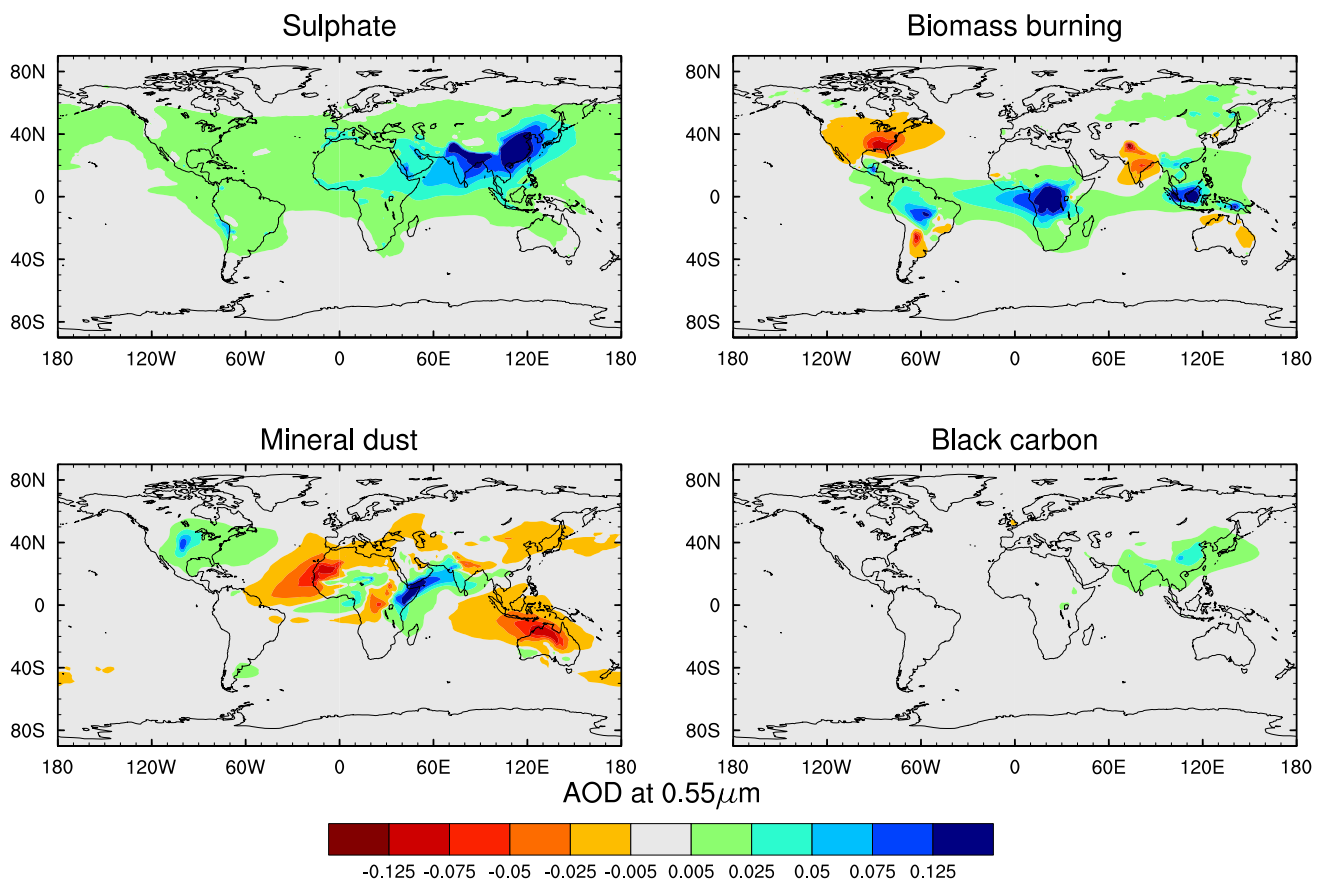 Sulphate
80N
40N
0
40S
80S
180 120W 60W 0 60E 120E 180
Biomass burning
80N
40N
0
40S
80S
180 120W 60W 0 60E 120E 180
Mineral dust
80N
40N
0
40S
80S
180 120W 60W 0 60E 120E 180
Black carbon
80N
40N
0
40S
80S
180 120W 60W 0 60E 120E 180
AOD at 0.55μm
-0.125 -0.075 -0.05 -0.025 -0.005 0.005 0.025 0.05 0.075 0.125